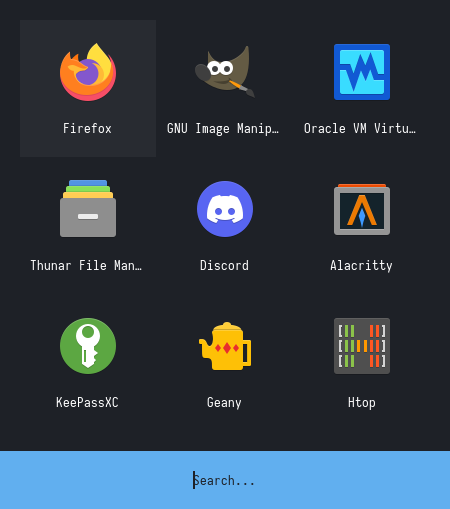 Firefox
GNU Image Manip…
Oracle VM Virtu…
Thunar File Man…
Discord
Alacritty
KeePassXC
Geany
Htop
Search...